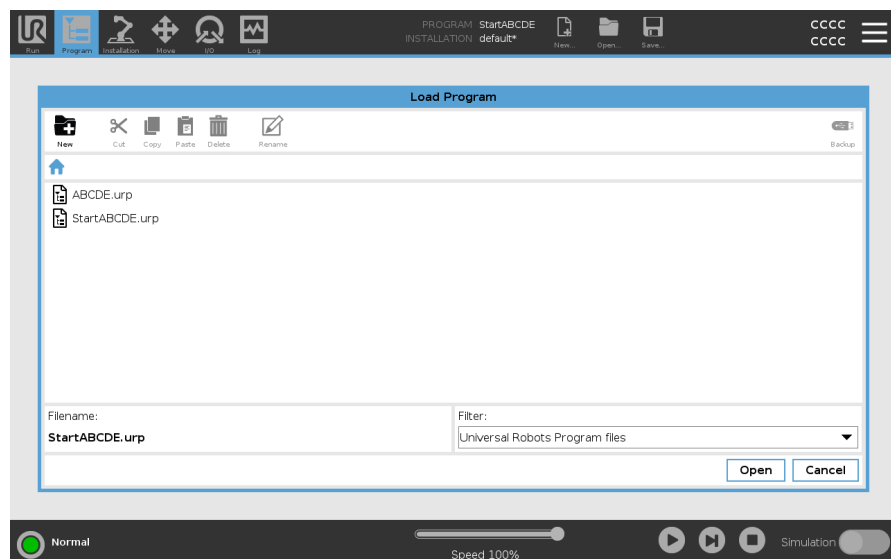 PROGRAM StartABCDE
INSTALLATION default*
CCCC
CCCC
Run
Program
Installation
Move
I/O
Log
New...
Open...
Save...
Load Program
New
Cut
Copy
Paste
Delete
Rename
Backup
ABCDE.urp
StartABCDE.urp
Filename:
StartABCDE.urp
Filter:
Universal Robots Program files
Open
Cancel
Normal
Speed 100%
Simulation